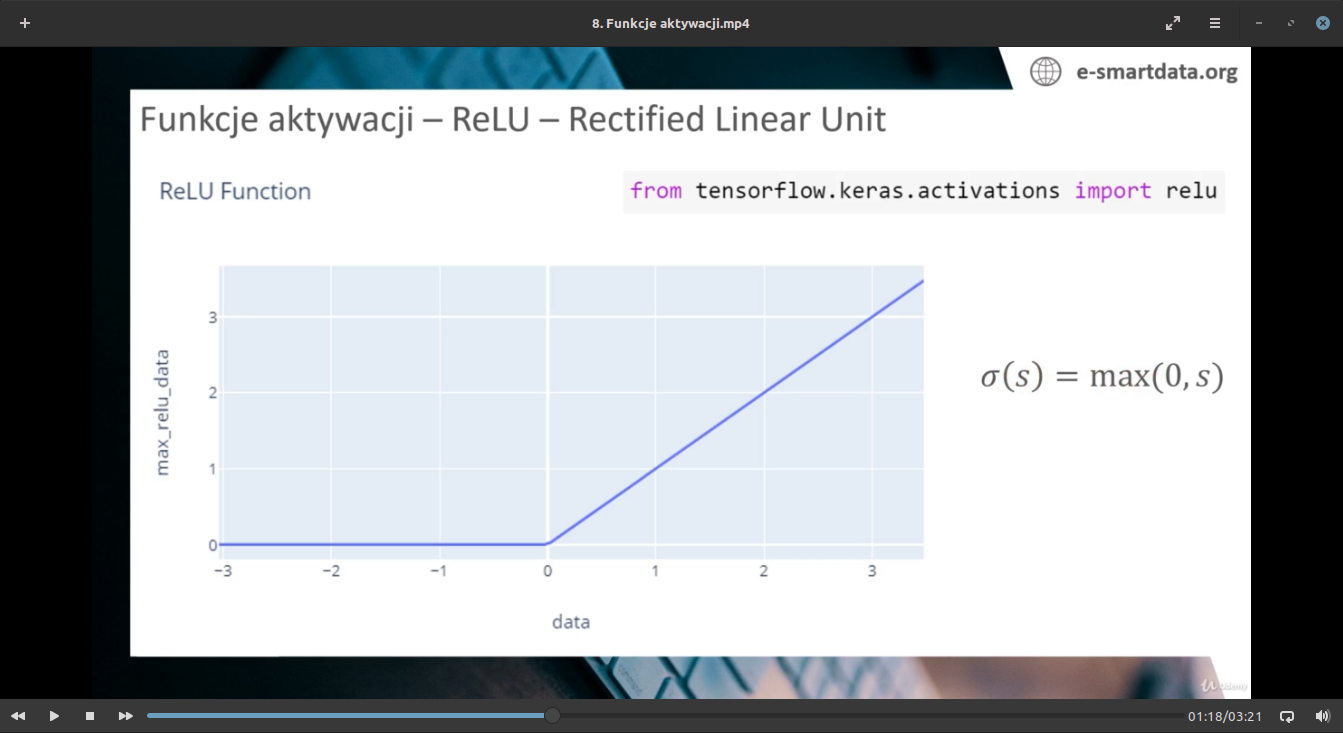 8. Funkcje aktywacji.mp4
e-smartdata.org
Funkcje aktywacji – ReLU – Rectified Linear Unit
ReLU Function
from tensorflow.keras.activations import relu
max_relu_data
3
2
1
0
−3 −2 −1 0 1 2 3
data
σ(s) = max(0, s)
Udemy
01:18/03:21